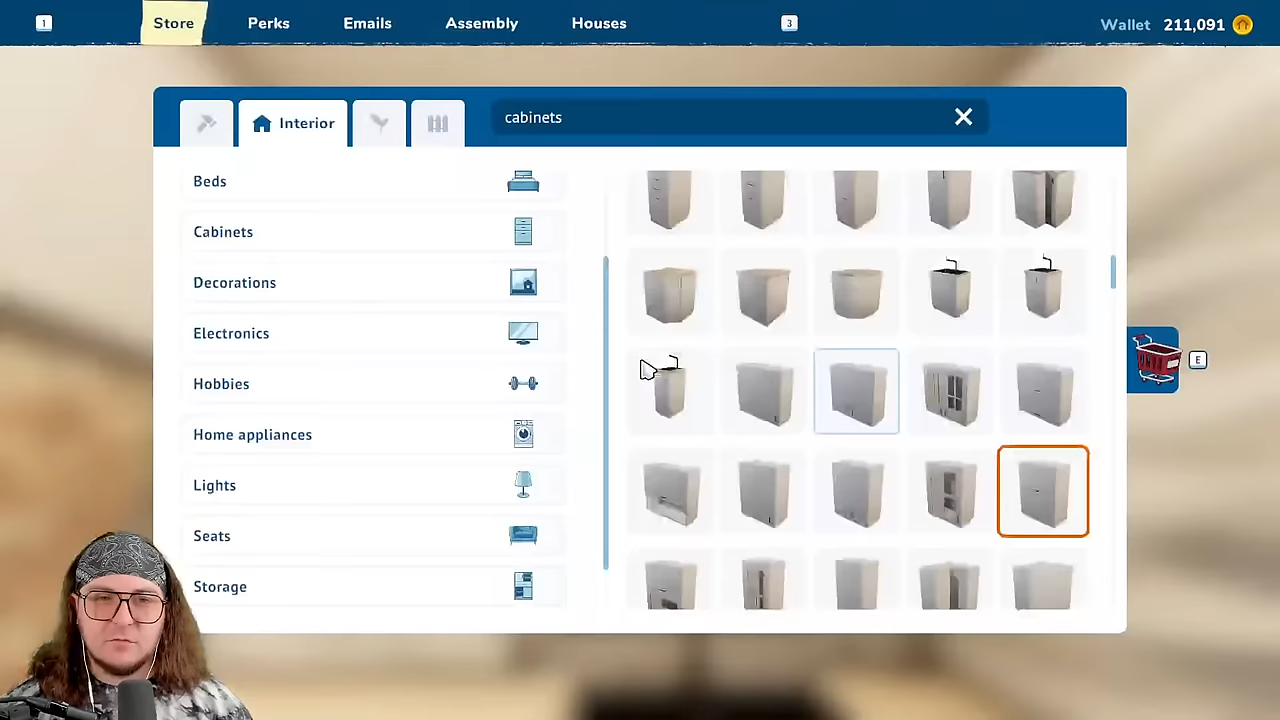 1 Store Perks Emails Assembly Houses 3 Wallet 211,091
Interior cabinets
Beds
Cabinets
Decorations
Electronics
E
Hobbies
Home appliances
Lights
Seats
Storage